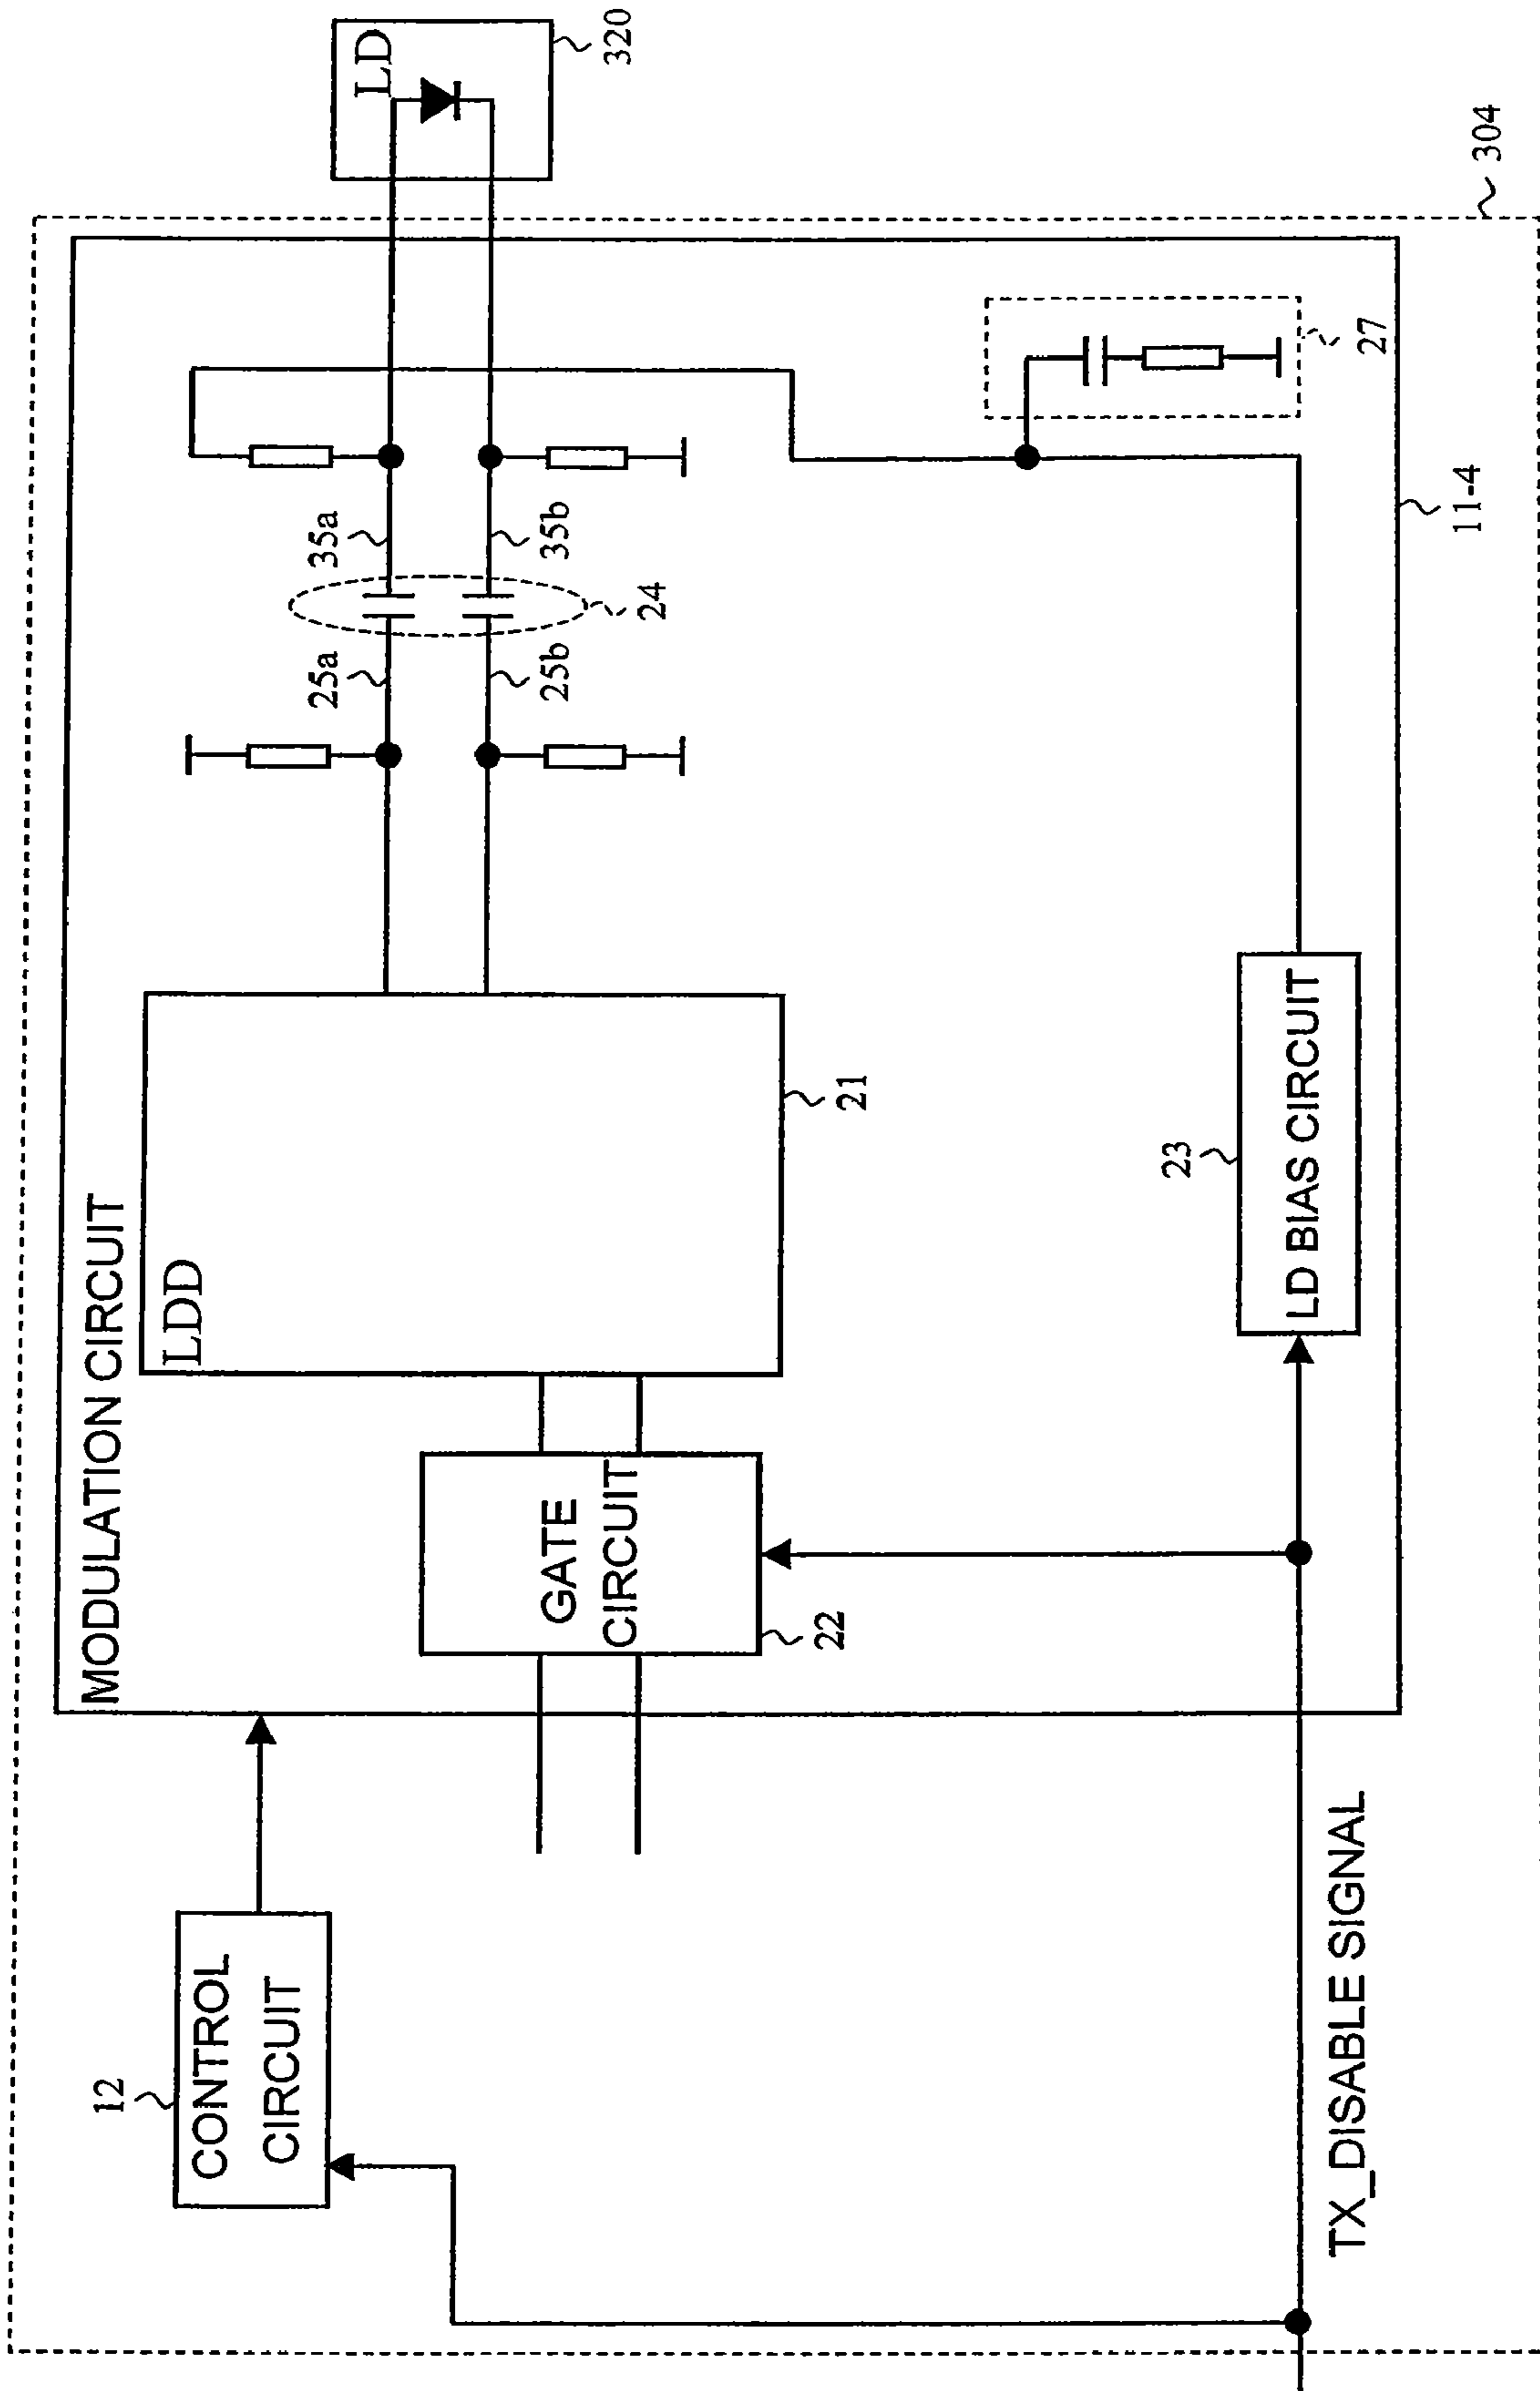 MODULATION CIRCUIT
12
CONTROL
CIRCUIT
LDD
21
GATE
CIRCUIT
22
25a
25b
24
35a
35b
LD
320
304
27
11-4
23
LD BIAS CIRCUIT
TX_DISABLE SIGNAL